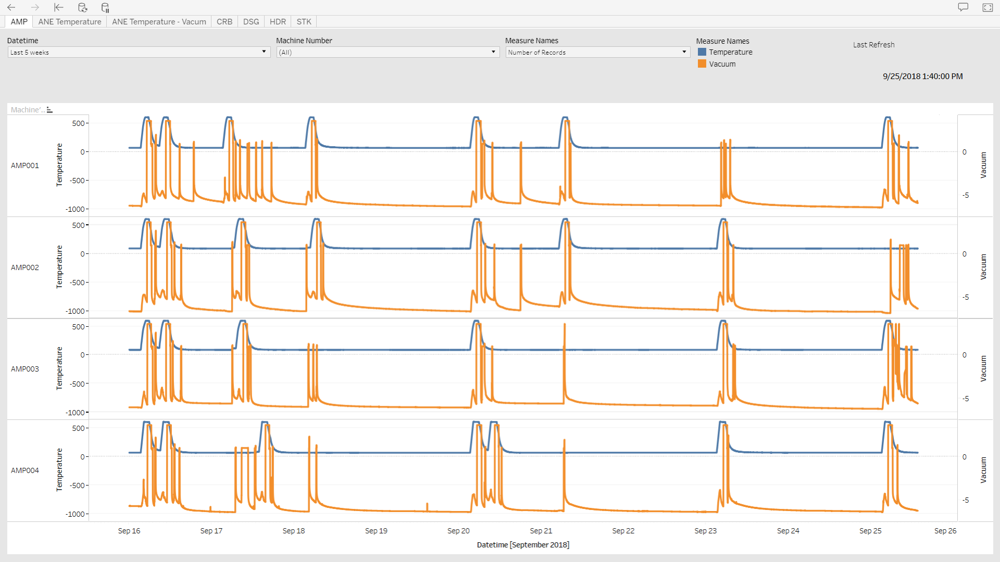 AMP ANE Temperature ANE Temperature - Vacum CRB DSG HDR STK
Datetime Machine Number Measure Names Measure Names Last Refresh
Last 5 weeks (All) Number of Records Temperature
Vacuum
9/25/2018 1:40:00 PM
Machine'..
AMP001 Temperature 500 0 -500 -1000 0 -5 Vacuum
AMP002 Temperature 500 0 -500 -1000 0 -5 Vacuum
AMP003 Temperature 500 0 -500 -1000 0 -5 Vacuum
AMP004 Temperature 500 0 -500 -1000 0 -5 Vacuum
Sep 16 Sep 17 Sep 18 Sep 19 Sep 20 Sep 21 Sep 22 Sep 23 Sep 24 Sep 25 Sep 26
Datetime [September 2018]